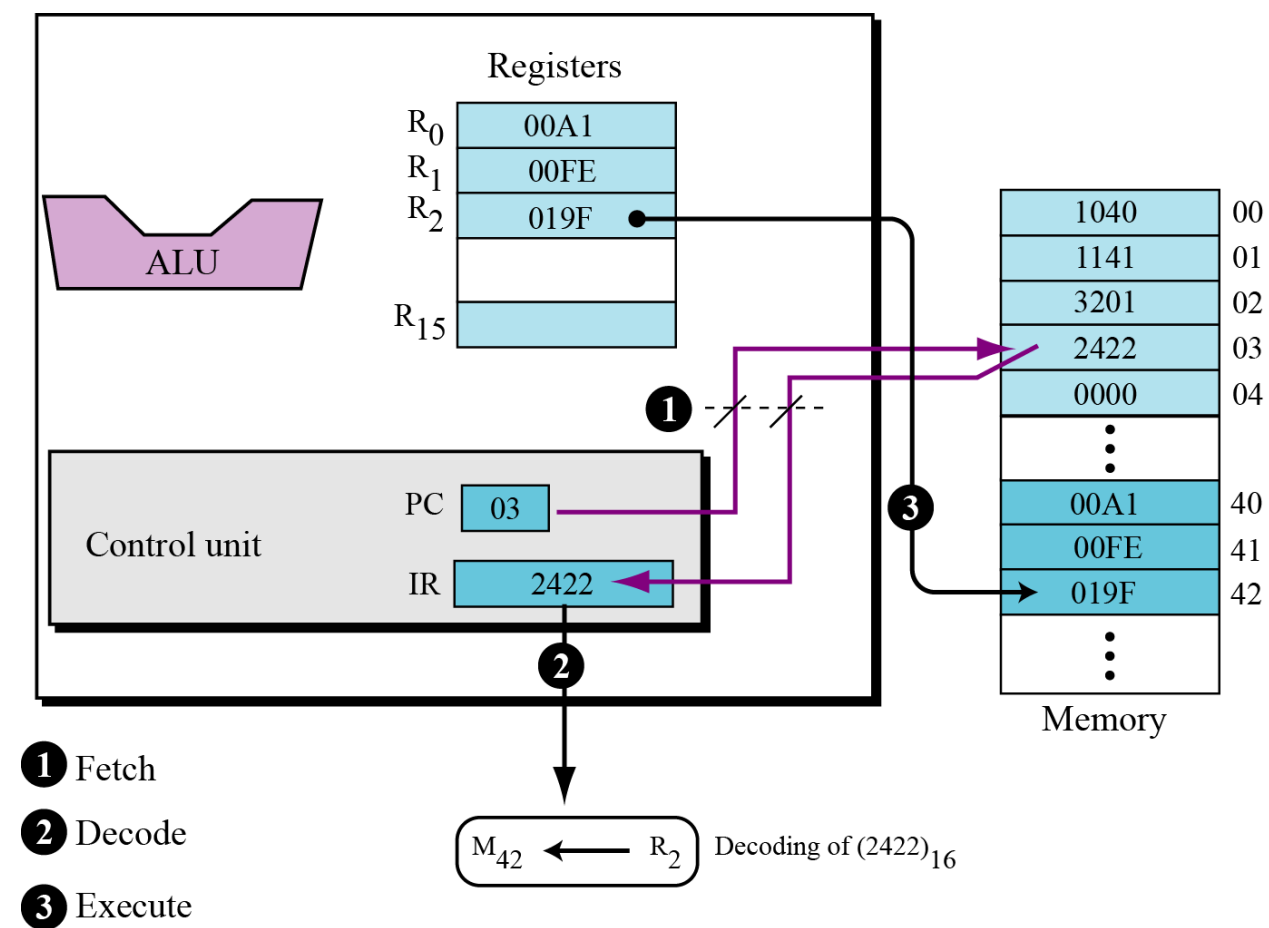 Registers
R0 00A1
R1 00FE
R2 019F
R15
ALU
1040 00
1141 01
3201 02
2422 03
0000 04
00A1 40
00FE 41
019F 42
Memory
1
3
Control unit
PC 03
IR 2422
2
M42 R2 Decoding of (2422)16
1 Fetch
2 Decode
3 Execute